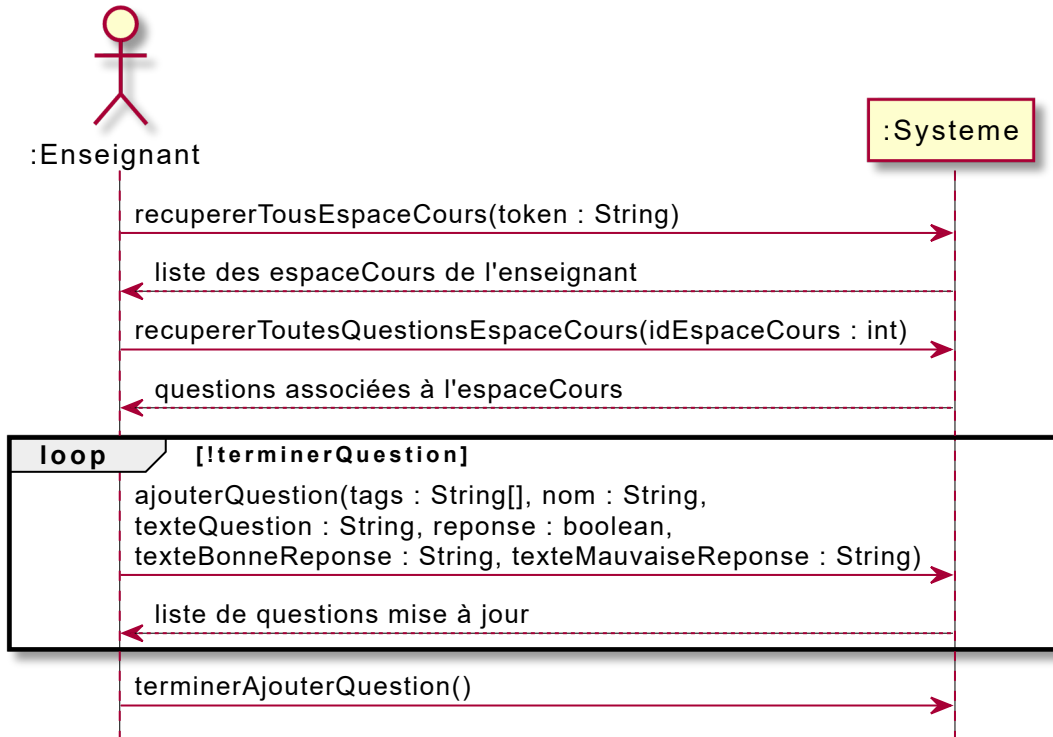 :Enseignant
:Systeme
recupererTousEspaceCours(token : String)
liste des espaceCours de l'enseignant
recupererToutesQuestionsEspaceCours(idEspaceCours : int)
questions associées à l'espaceCours
loop [!terminerQuestion]
ajouterQuestion(tags : String[], nom : String,
texteQuestion : String, reponse : boolean,
texteBonneReponse : String, texteMauvaiseReponse : String)
liste de questions mise à jour
terminerAjouterQuestion()